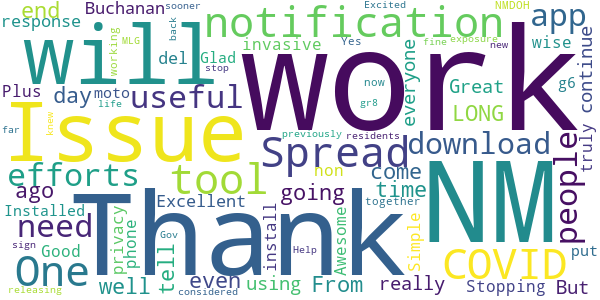 Buchanan MLG sooner Excited NMDOH
end notification app
response will work
working back Yes fine exposure new
del Glad invasive wise
stop Great g6
Plus day moto useful now
life gr8 everyone LONG
Issue previously residents
far knew Spread download people truly continue
efforts tool non come
ago going together time
Installed need Thank NM
Excellent Awesome Simple
sign Good Gov Help
One privacy phone install COVID put
tell even From really Stopping But
well using
releasing considered